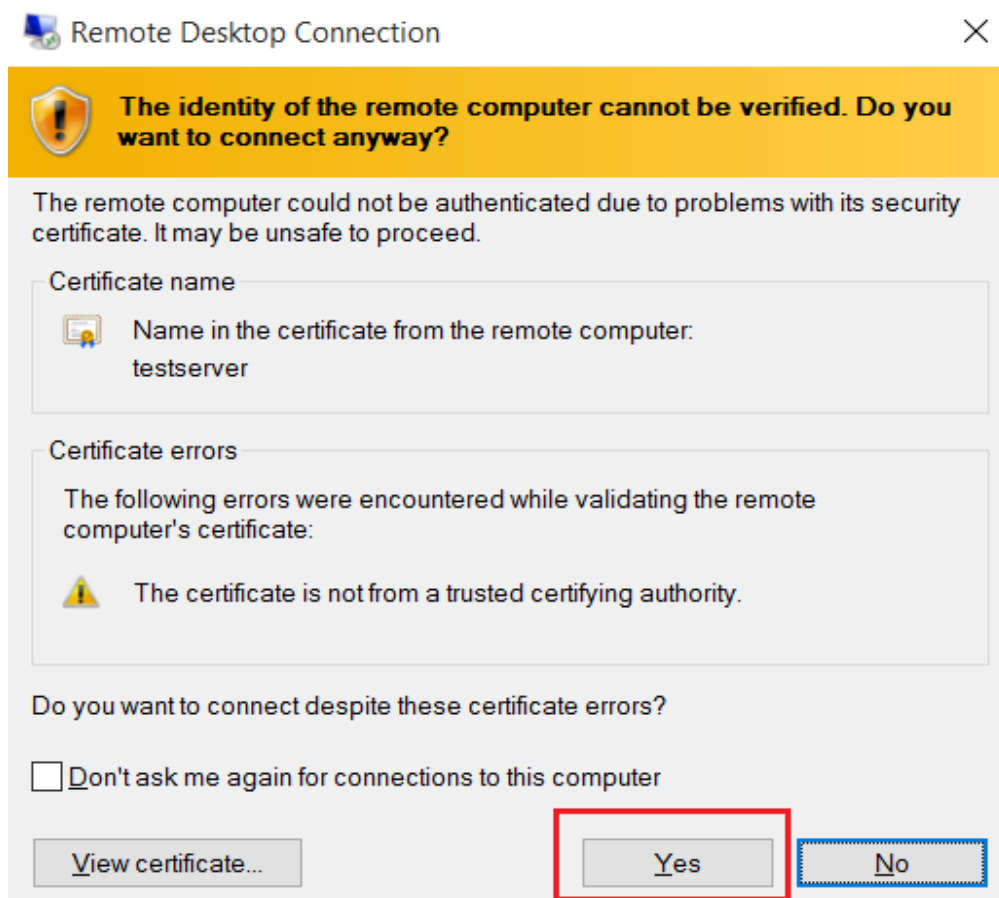 Remote Desktop Connection
The identity of the remote computer cannot be verified. Do you
want to connect anyway?
The remote computer could not be authenticated due to problems with its security
certificate. It may be unsafe to proceed.
Certificate name
Name in the certificate from the remote computer:
testserver
Certificate errors
The following errors were encountered while validating the remote
computer's certificate:
The certificate is not from a trusted certifying authority.
Do you want to connect despite these certificate errors?
Don't ask me again for connections to this computer
View certificate... Yes No